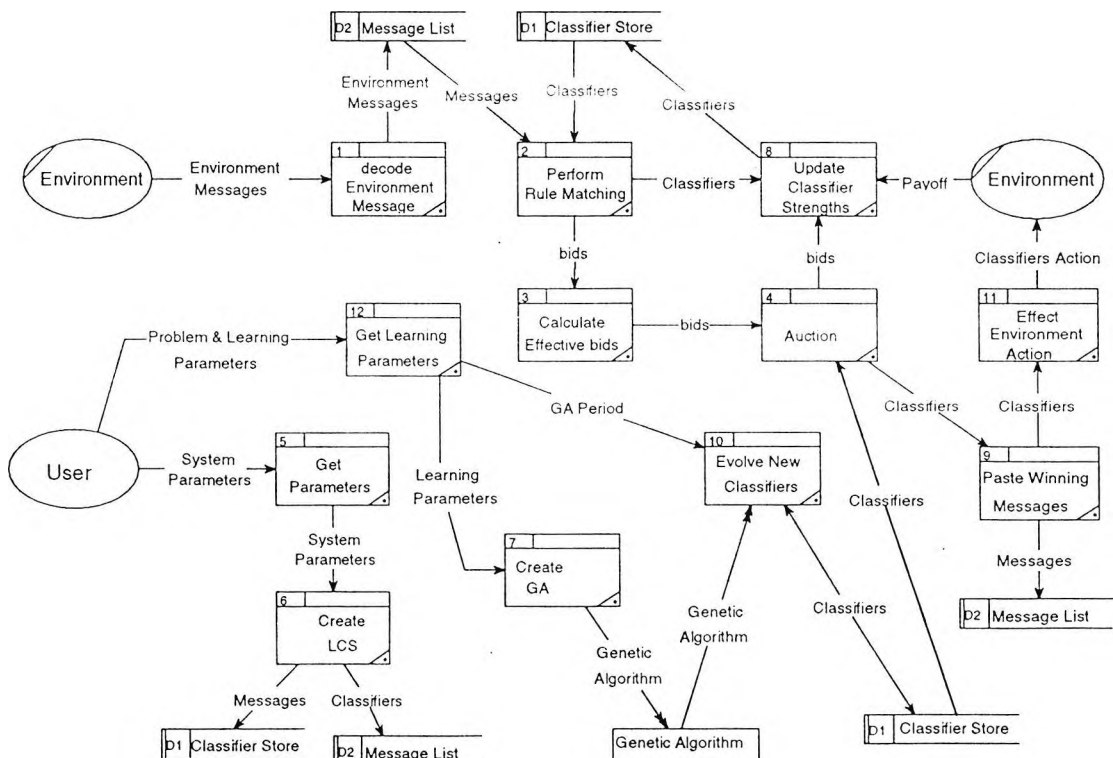 D2 Message List
D1 Classifier Store
Environment
Messages
Messages
Classifiers
Classifiers
Environment
Environment
Messages
1
decode
Environment
Message
2
Perform
Rule Matching
Classifiers
8
Update
Classifier
Strengths
Payoff
Environment
bids
bids
Classifiers Action
12
Get Learning
Parameters
Problem & Learning
Parameters
3
Calculate
Effective bids
bids
4
Auction
11
Effect
Environment
Action
GA Period
Classifiers
Classifiers
User
System
Parameters
5
Get
Parameters
Learning
Parameters
10
Evolve New
Classifiers
Classifiers
9
Paste Winning
Messages
System
Parameters
7
Create
GA
Messages
6
Create
LCS
Genetic
Algorithm
Classifiers
D2 Message List
Genetic
Algorithm
Messages
Classifiers
D1 Classifier Store
D2 Message List
Genetic Algorithm
D1 Classifier Store